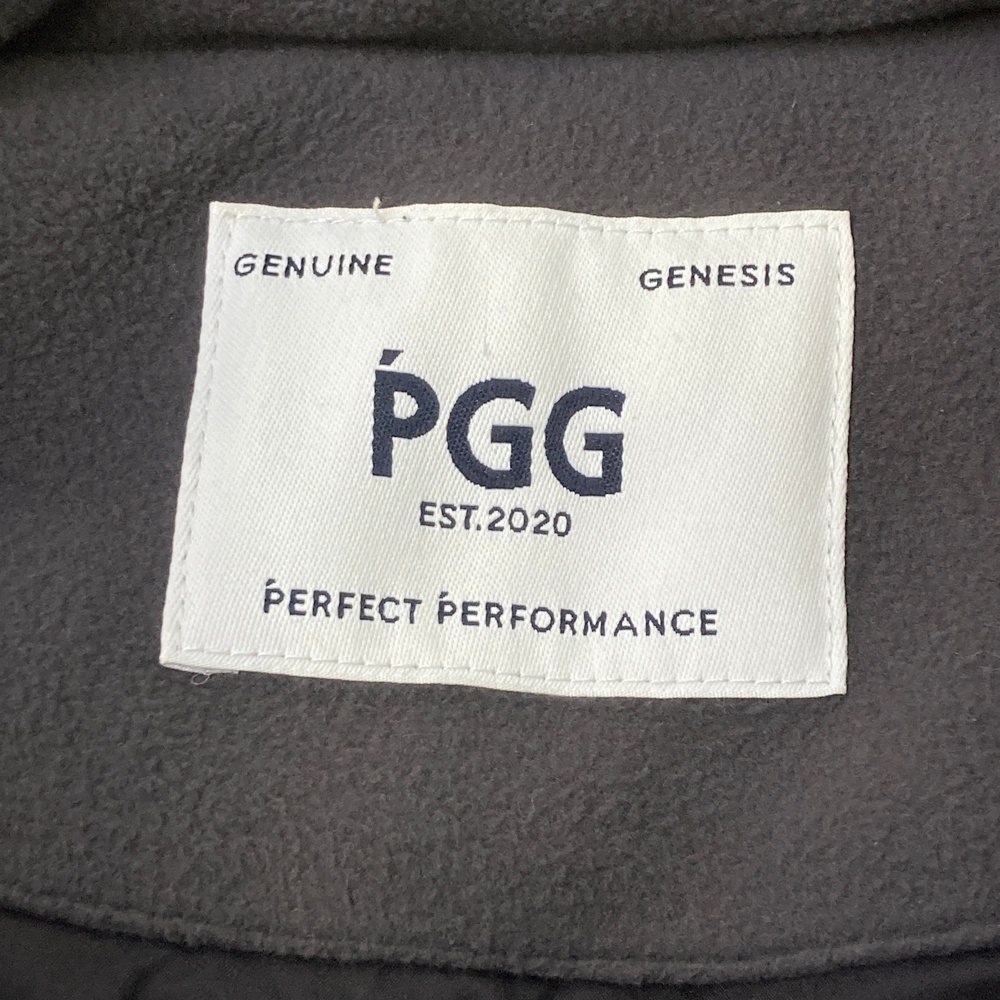 GENUINE GENESIS
ṔGG
EST.2020
ṔERFECT ṔERFORMANCE